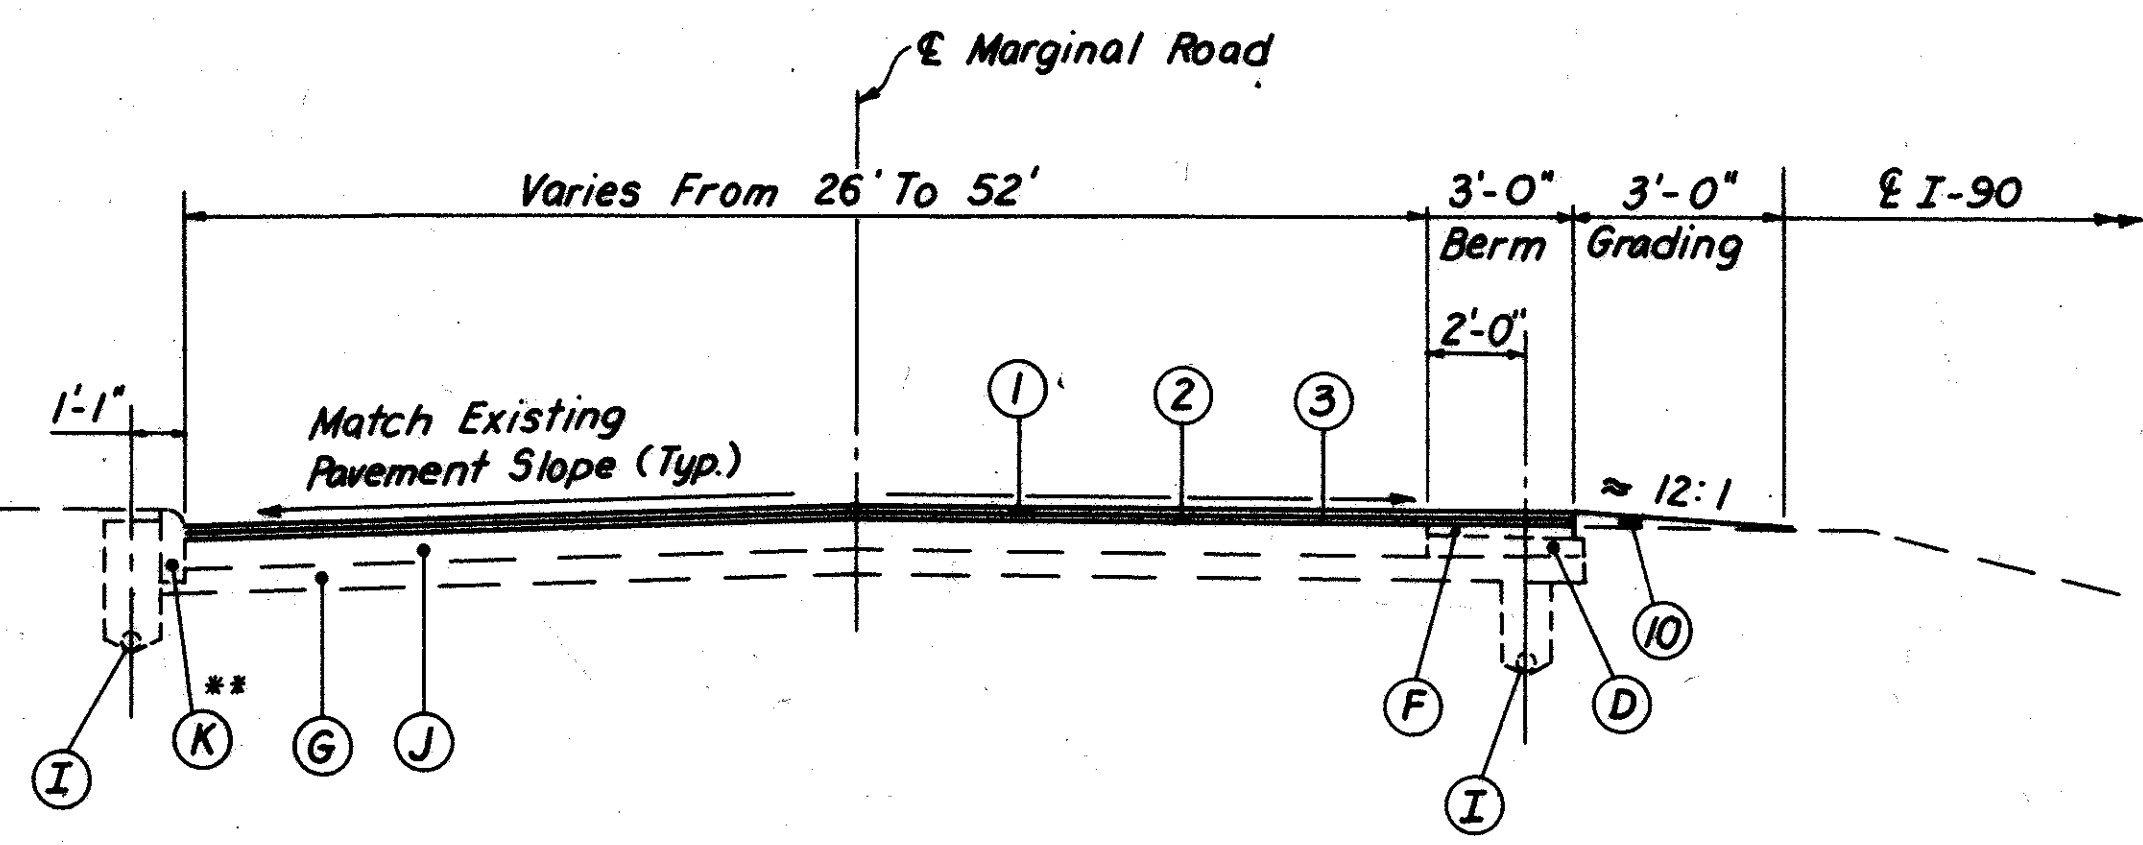 ℄ Marginal Road
Varies From 26' To 52'
3'-0"
3'-0"
℄ I-90
Berm
Grading
2'-0"
1'-1"
Match Existing
Pavement Slope (Typ.)
1
2
3
≈ 12:1
10
**
K
G
J
F
D
I
I